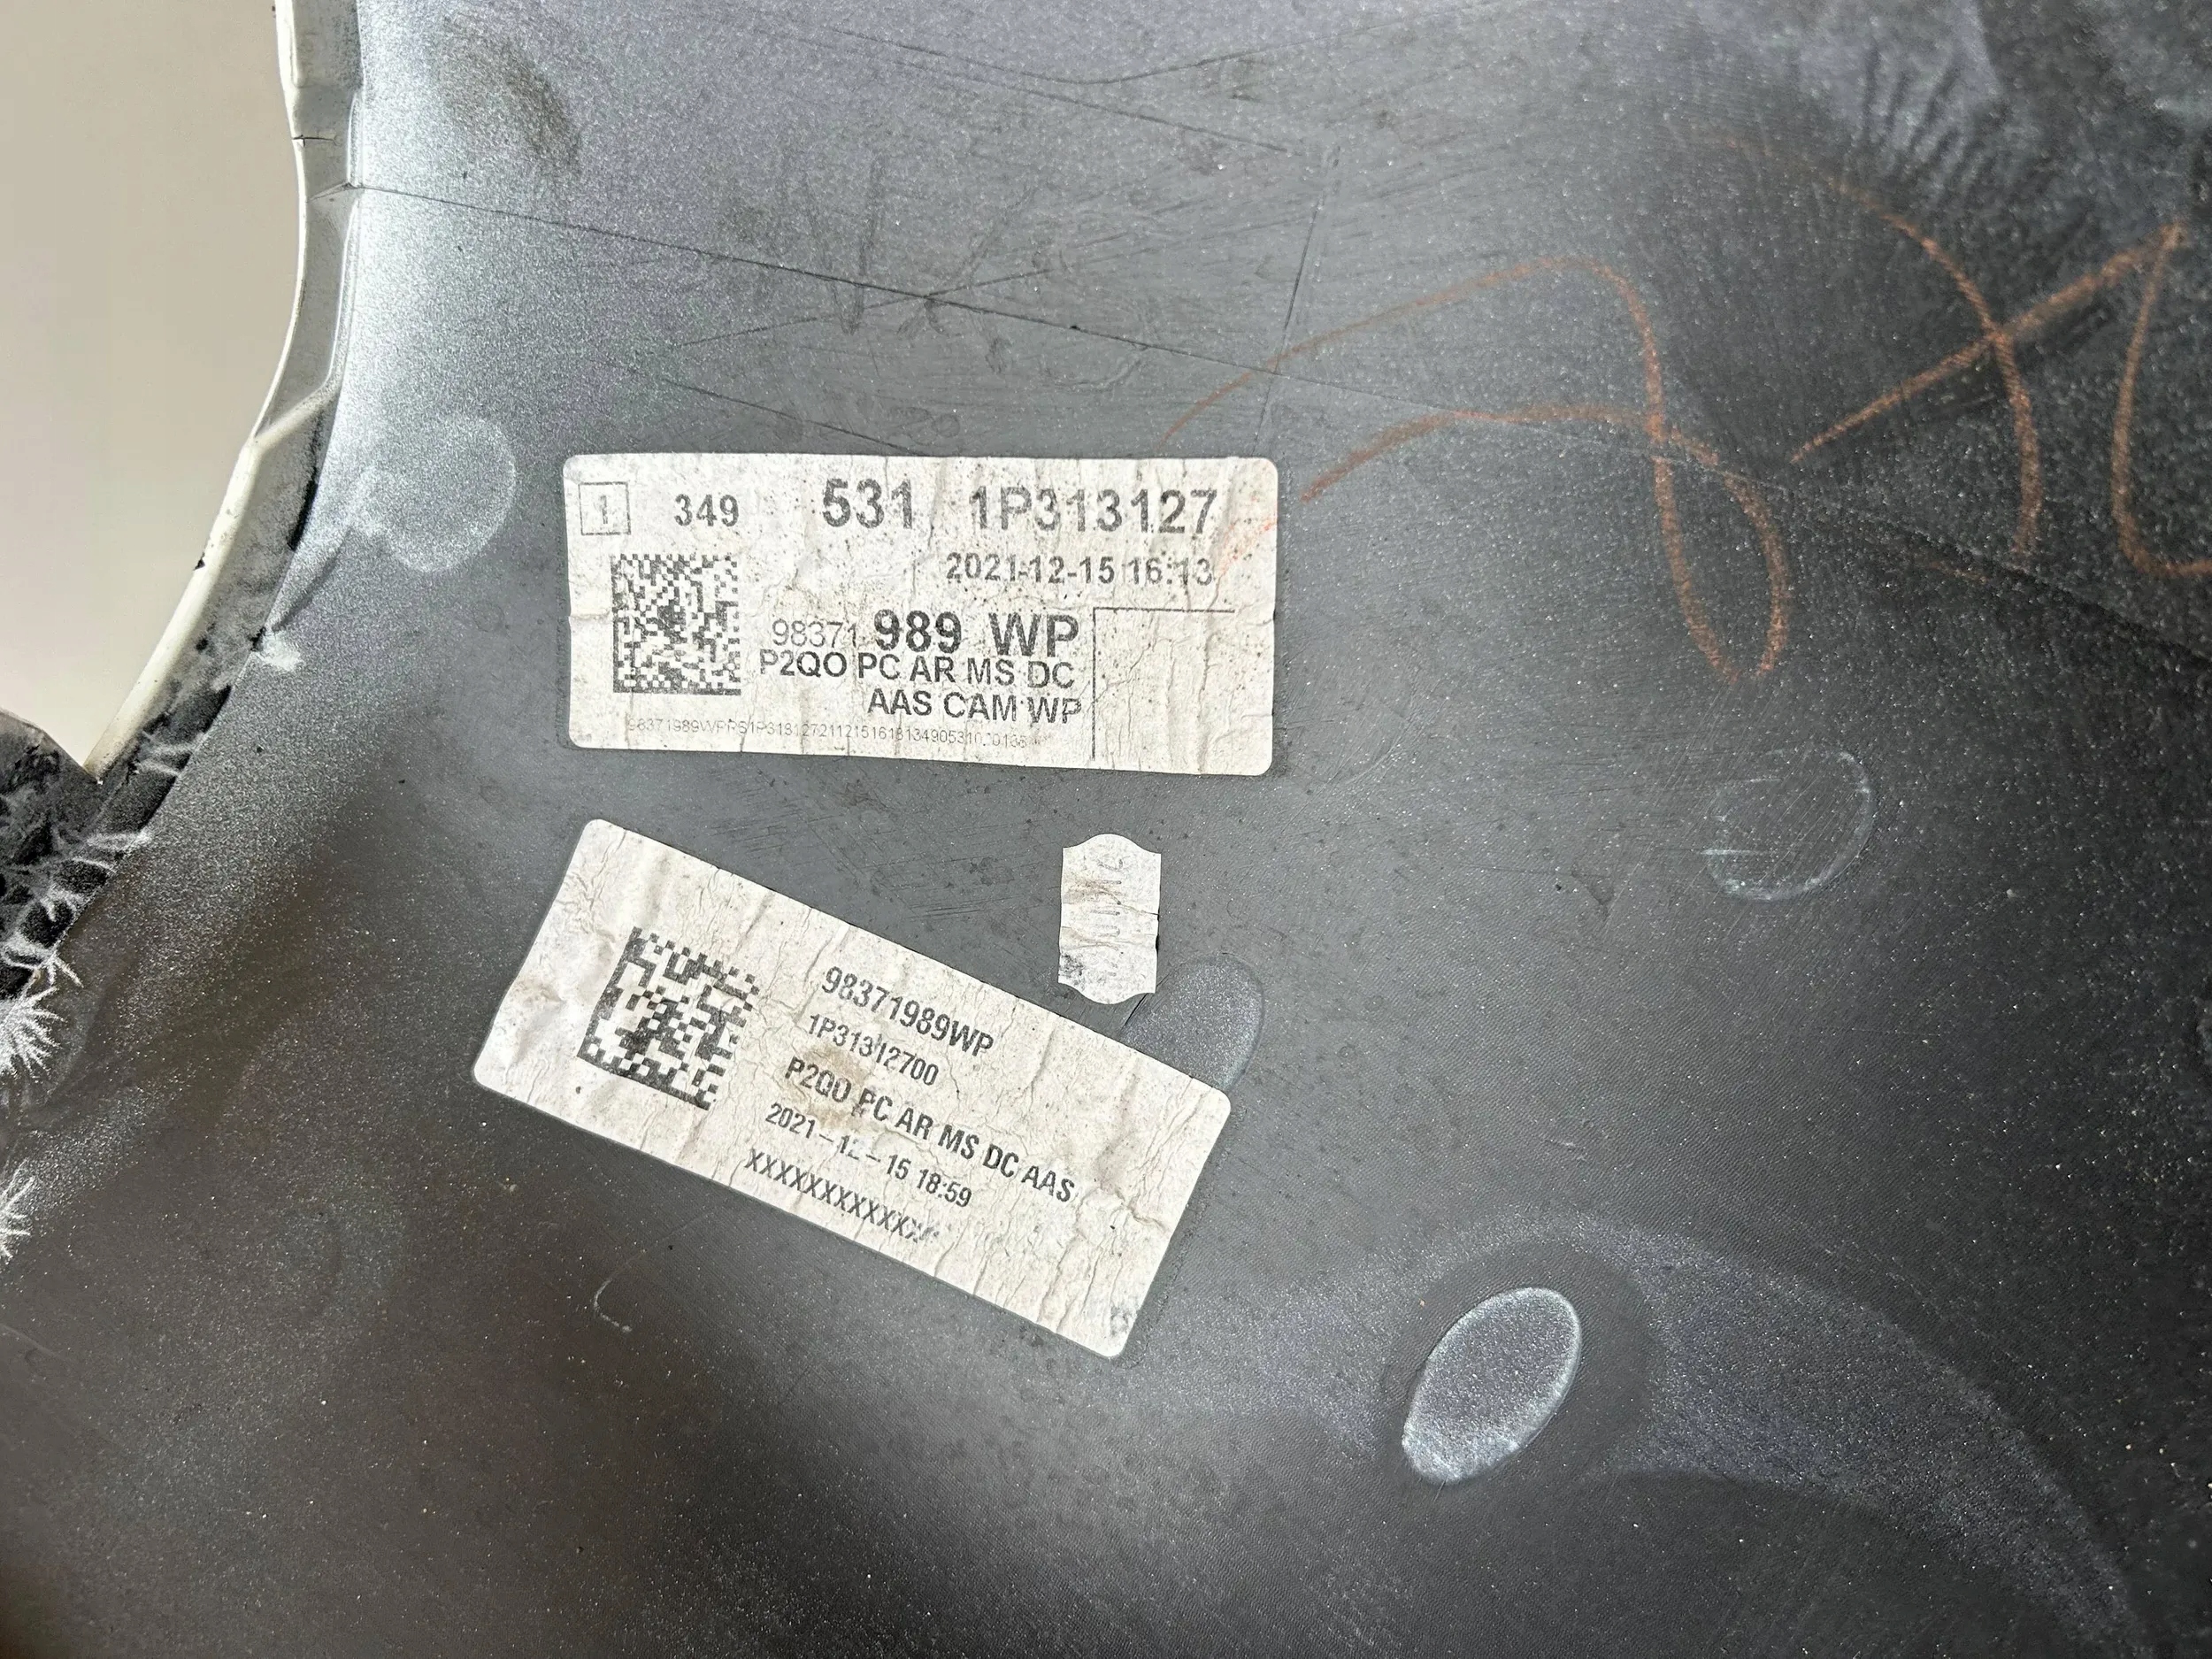 1 349 531 1P313127
2021-12-15 16:13
98371 989 WP
P2QO PC AR MS DC
AAS CAM WP
98371989WP
1P31312700
P2QO PC AR MS DC AAS
2021-12-15 18:59